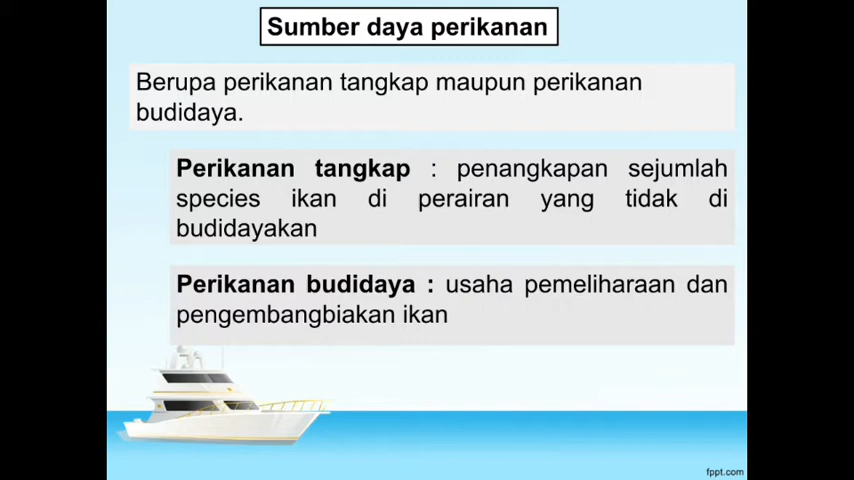 Sumber daya perikanan
Berupa perikanan tangkap maupun perikanan
budidaya.
Perikanan tangkap : penangkapan sejumlah
species ikan di perairan yang tidak di
budidayakan
Perikanan budidaya : usaha pemeliharaan dan
pengembangbiakan ikan
fppt.com